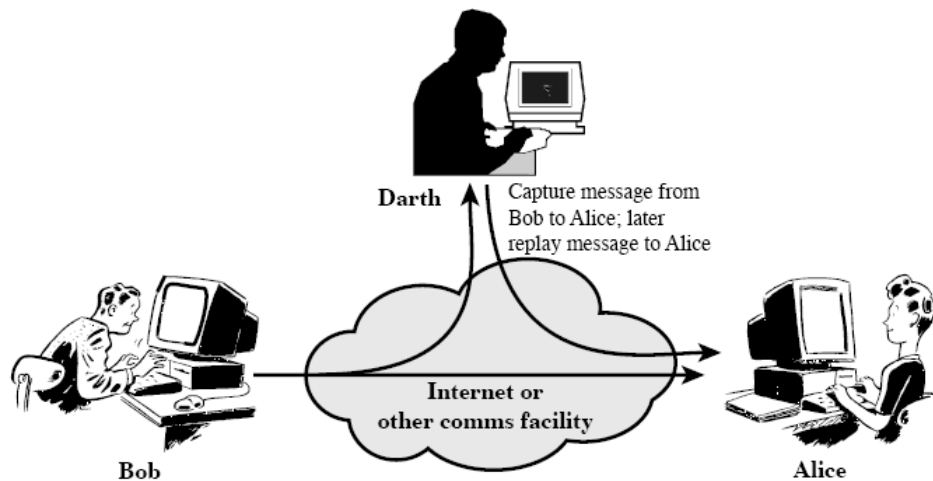 Darth
Capture message from
Bob to Alice; later
replay message to Alice
Internet or
other comms facility
Bob
Alice